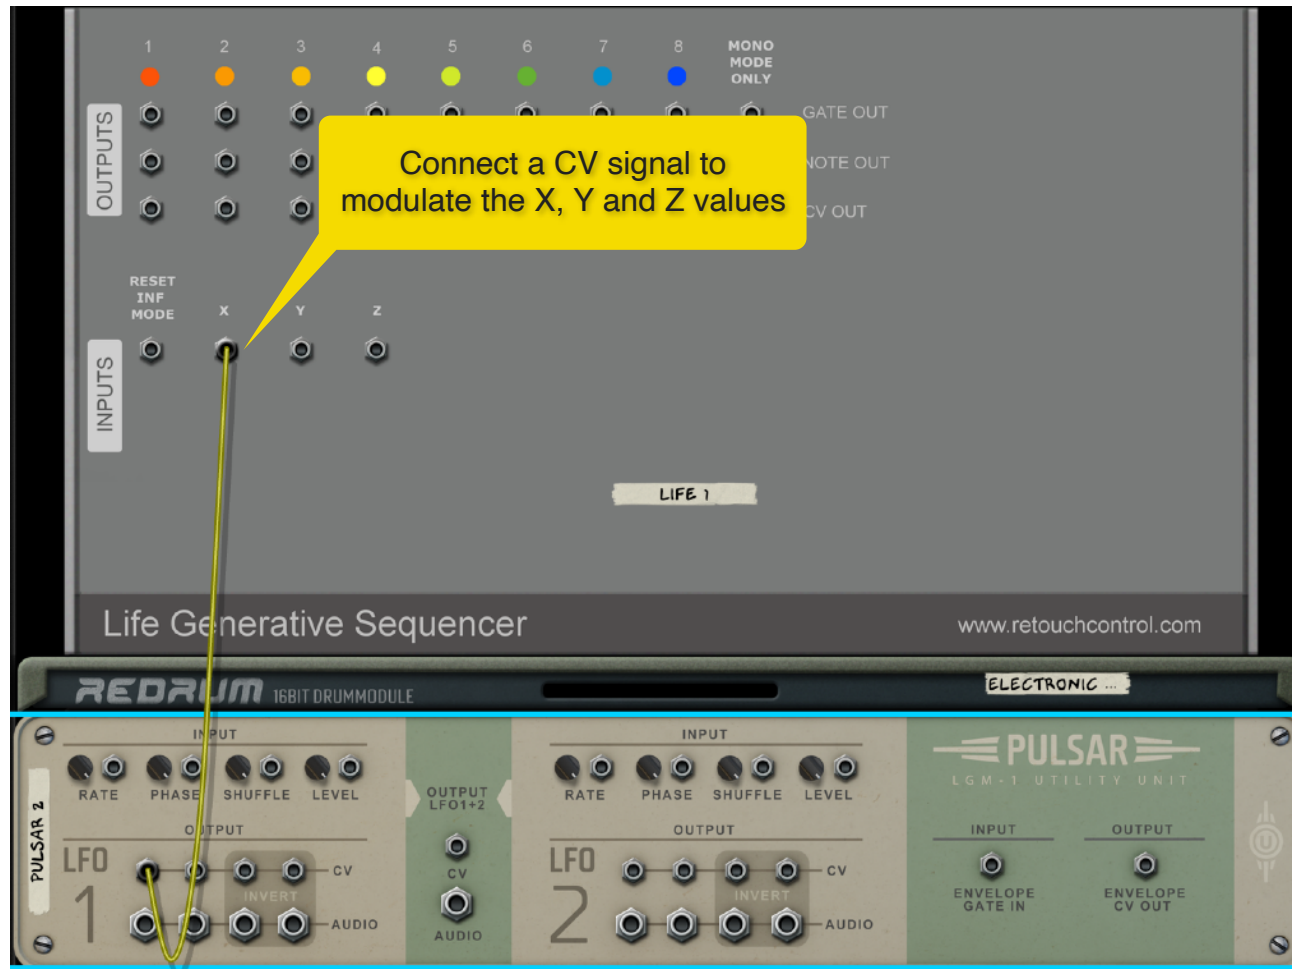 1 2 3 4 5 6 7 8 MONO
MODE
ONLY
OUTPUTS
GATE OUT
NOTE OUT
CV OUT
Connect a CV signal to
modulate the X, Y and Z values
RESET
INF
MODE
X Y Z
INPUTS
LIFE 1
Life Generative Sequencer
www.retouchcontrol.com
REDRUM 16BIT DRUMMODULE
ELECTRONIC ...
PULSAR 2
INPUT
RATE PHASE SHUFFLE LEVEL
OUTPUT
LFO
1
CV
INVERT
AUDIO
OUTPUT
LFO1+2
CV
AUDIO
INPUT
RATE PHASE SHUFFLE LEVEL
OUTPUT
LFO
2
CV
INVERT
AUDIO
PULSAR
LGM-1 UTILITY UNIT
INPUT
ENVELOPE
GATE IN
OUTPUT
ENVELOPE
CV OUT